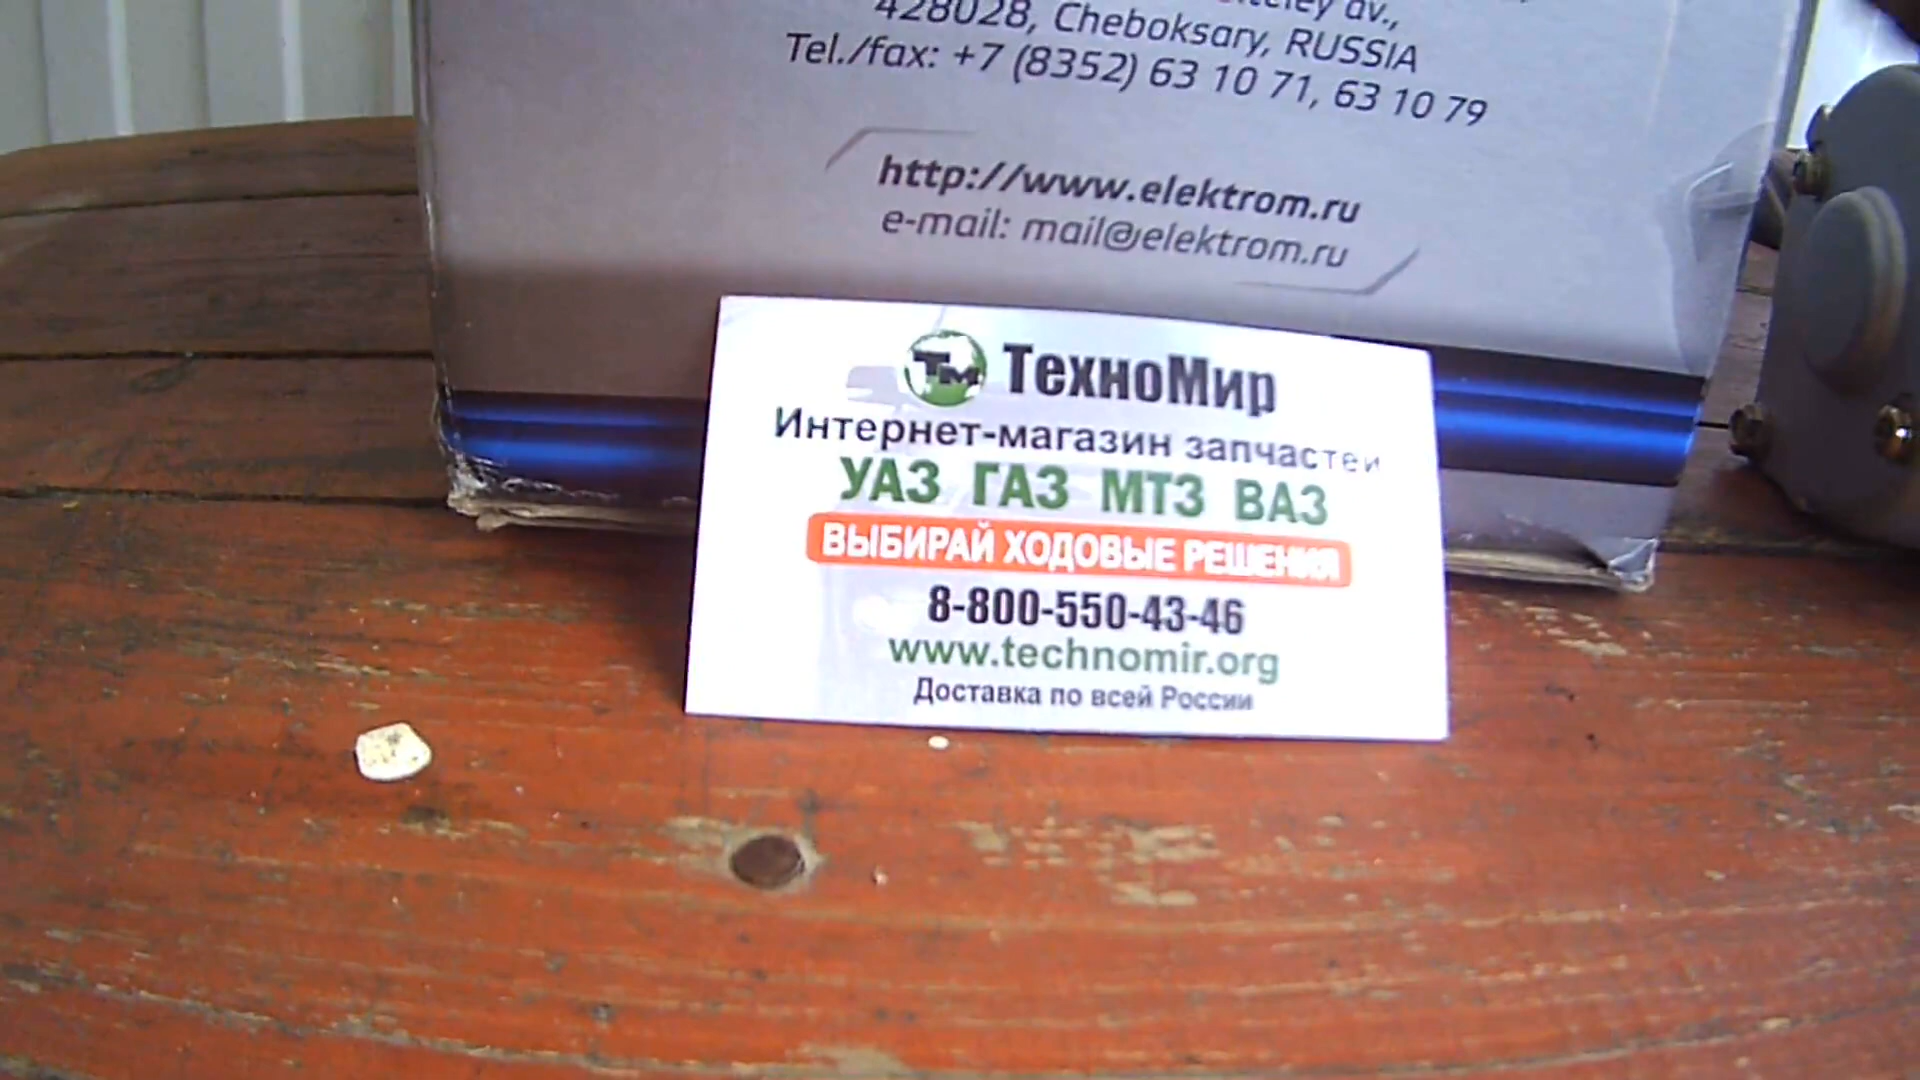 av.,
428028, Cheboksary, RUSSIA
Tel./fax: +7 (8352) 63 10 71, 63 10 79
http://www.elektrom.ru
e-mail: mail@elektrom.ru
ТМ ТехноМир
Интернет-магазин запчастей
УАЗ ГАЗ МТЗ ВАЗ
ВЫБИРАЙ ХОДОВЫЕ РЕШЕНИЯ
8-800-550-43-46
www.technomir.org
Доставка по всей России